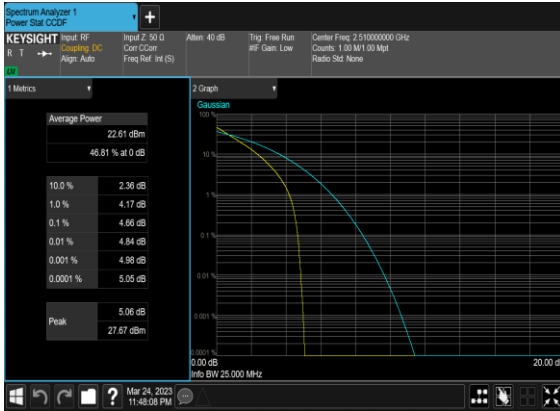 Spectrum Analyzer 1
Power Stat CCDF
+
KEYSIGHT
R T
Input: RF
Coupling: DC
Align: Auto
Input Z: 50 Ω
Corr CCorr
Freq Ref: Int (S)
Atten: 40 dB
Trig: Free Run
#IF Gain: Low
Center Freq: 2.510000000 GHz
Counts: 1.00 M/1.00 Mpt
Radio Std: None
1 Metrics
Average Power
22.61 dBm
46.81 % at 0 dB
10.0 % 2.36 dB
1.0 % 4.17 dB
0.1 % 4.66 dB
0.01 % 4.84 dB
0.001 % 4.98 dB
0.0001 % 5.05 dB
Peak 5.06 dB
27.67 dBm
2 Graph
Gaussian
100 %
10 %
1 %
0.1 %
0.01 %
0.001 %
0.0001 %
0.00 dB 20.00 d
Info BW 25.000 MHz
?
Mar 24, 2023
11:48:08 PM